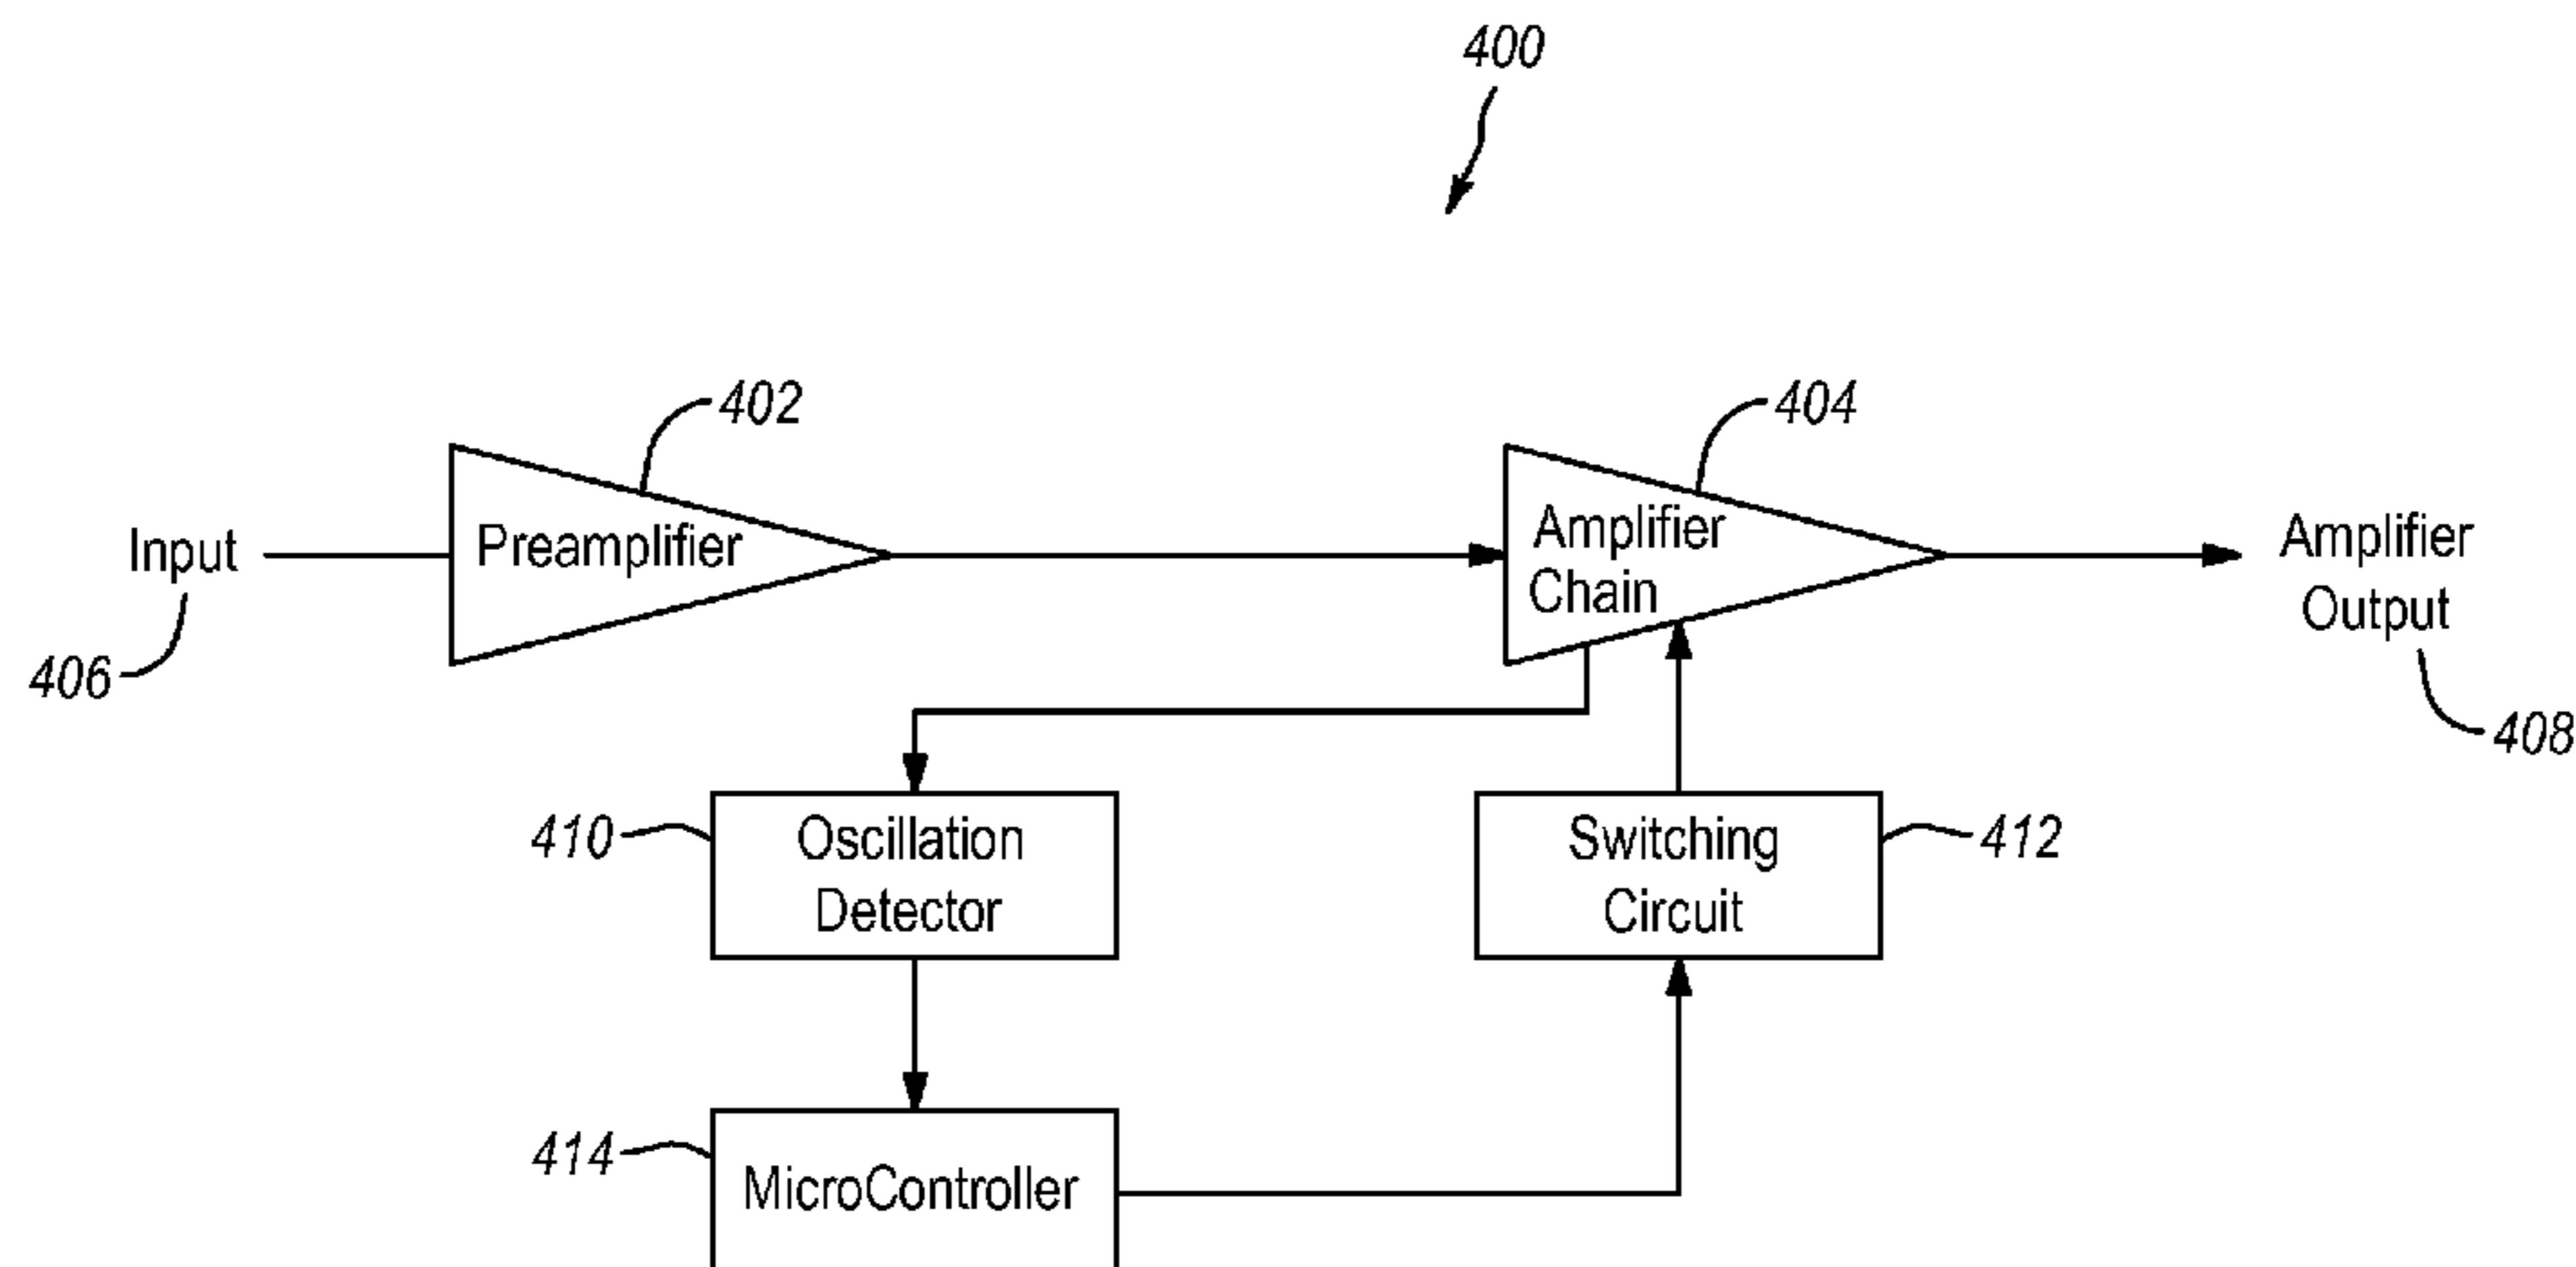 400
402
404
Input
Preamplifier
Amplifier
Chain
Amplifier
Output
406
408
410
Oscillation
Detector
Switching
Circuit
412
414
MicroController